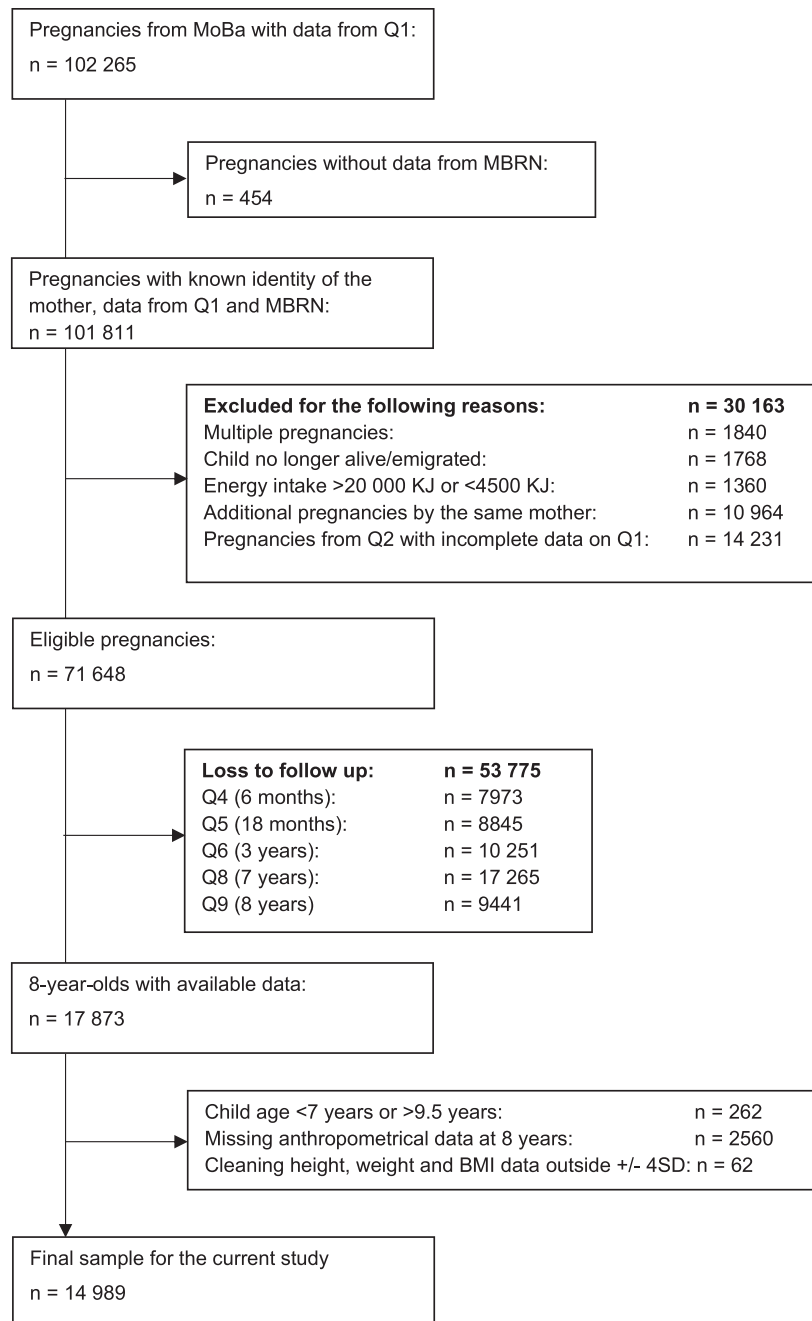 Pregnancies from MoBa with data from Q1:
n = 102 265
Pregnancies without data from MBRN:
n = 454
Pregnancies with known identity of the
mother, data from Q1 and MBRN:
n = 101 811
Excluded for the following reasons: n = 30 163
Multiple pregnancies: n = 1840
Child no longer alive/emigrated: n = 1768
Energy intake >20 000 KJ or <4500 KJ: n = 1360
Additional pregnancies by the same mother: n = 10 964
Pregnancies from Q2 with incomplete data on Q1: n = 14 231
Eligible pregnancies:
n = 71 648
Loss to follow up: n = 53 775
Q4 (6 months): n = 7973
Q5 (18 months): n = 8845
Q6 (3 years): n = 10 251
Q8 (7 years): n = 17 265
Q9 (8 years) n = 9441
8-year-olds with available data:
n = 17 873
Child age <7 years or >9.5 years: n = 262
Missing anthropometrical data at 8 years: n = 2560
Cleaning height, weight and BMI data outside +/- 4SD: n = 62
Final sample for the current study
n = 14 989